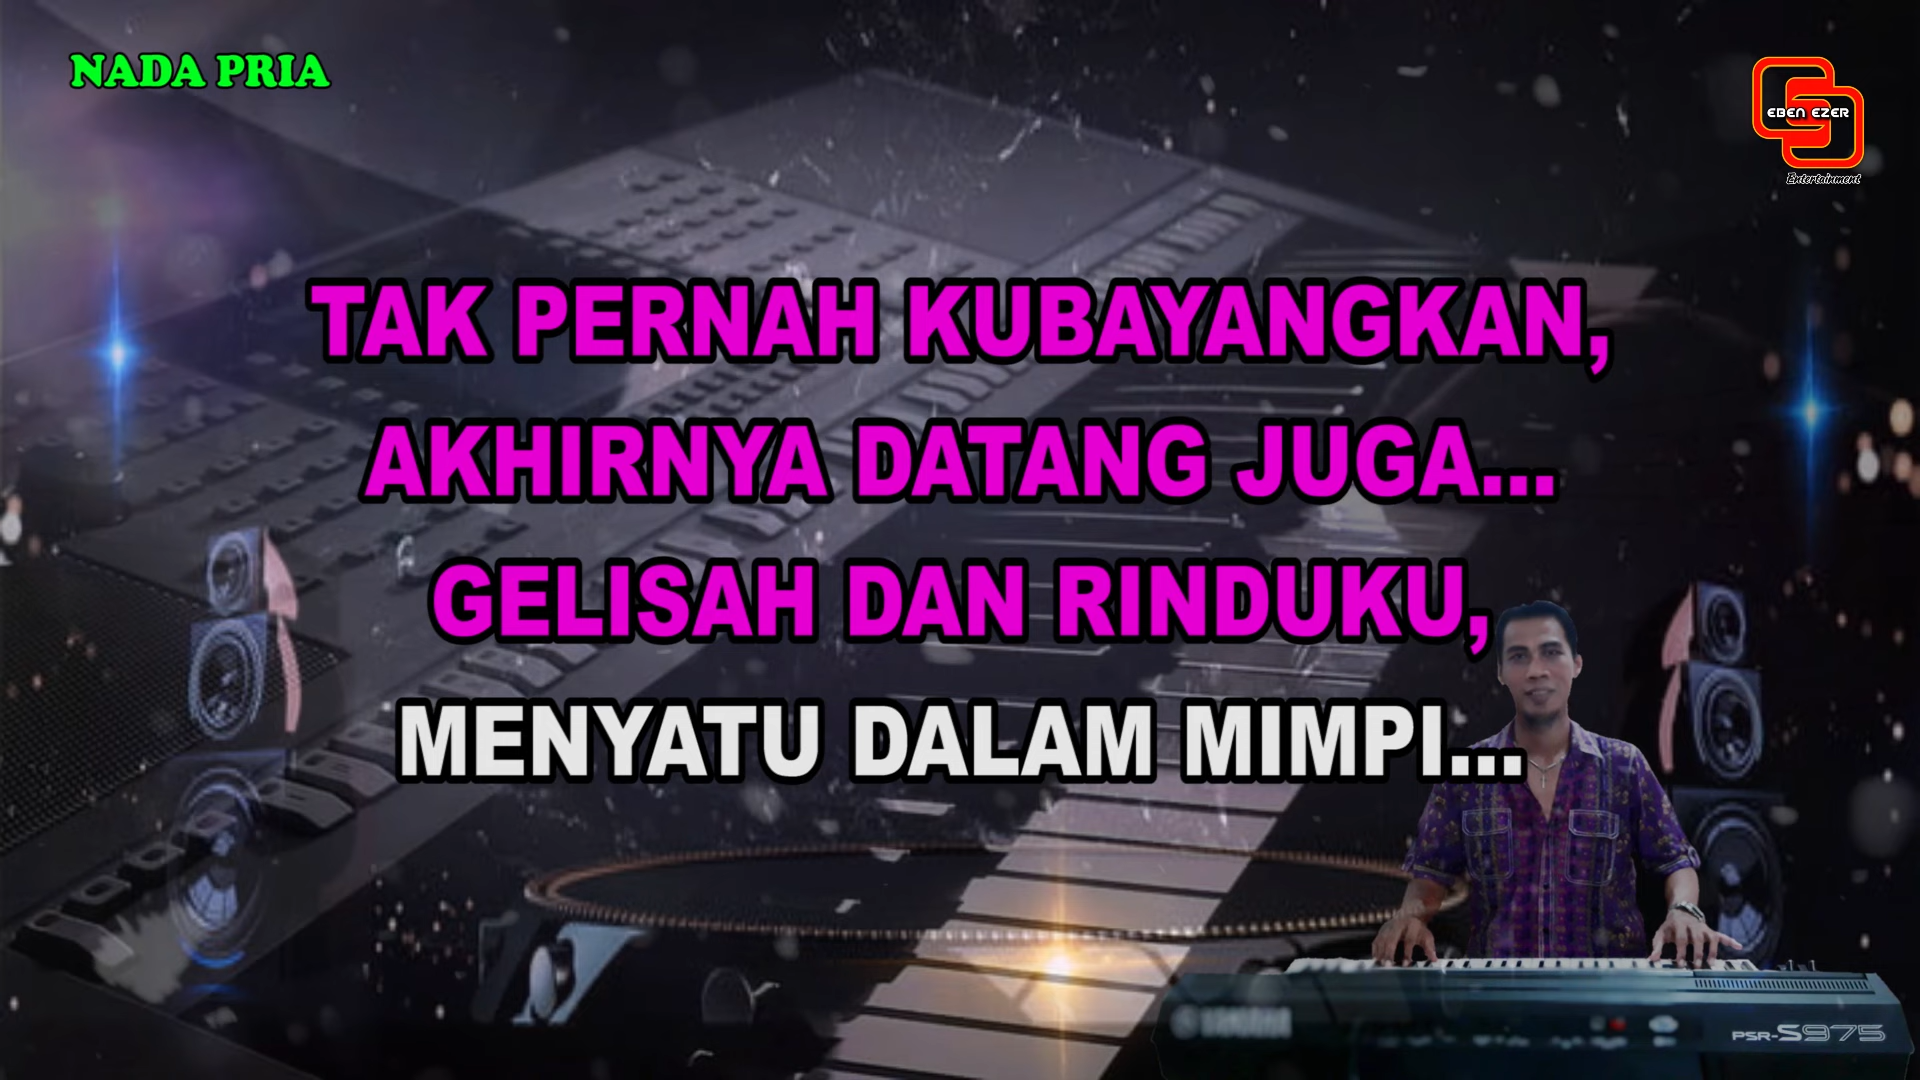 NADA PRIA
EBEN EZER
Entertainment
TAK PERNAH KUBAYANGKAN,
AKHIRNYA DATANG JUGA...
GELISAH DAN RINDUKU,
MENYATU DALAM MIMPI...
YAMAHA
PSR-S975